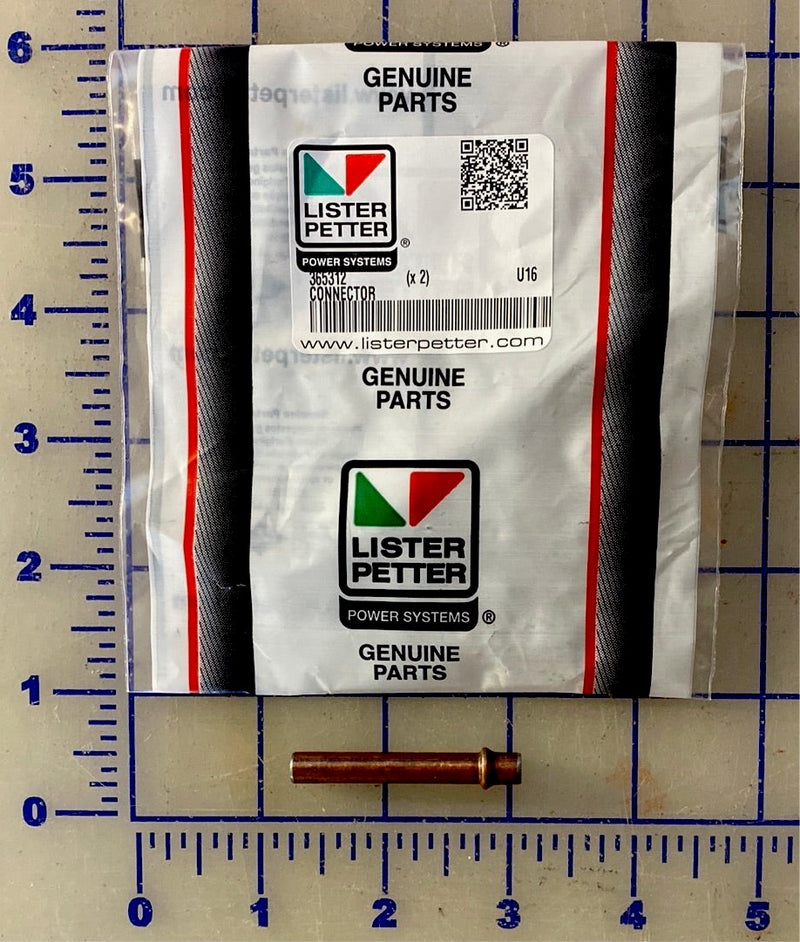 POWER SYSTEMS ®
GENUINE
PARTS
LISTER
PETTER
®
POWER SYSTEMS
365312 (x 2) U16
CONNECTOR
www.listerpetter.com
GENUINE
PARTS
LISTER
PETTER
POWER SYSTEMS ®
GENUINE
PARTS
6
5
4
3
2
1
0
0 1 2 3 4 5